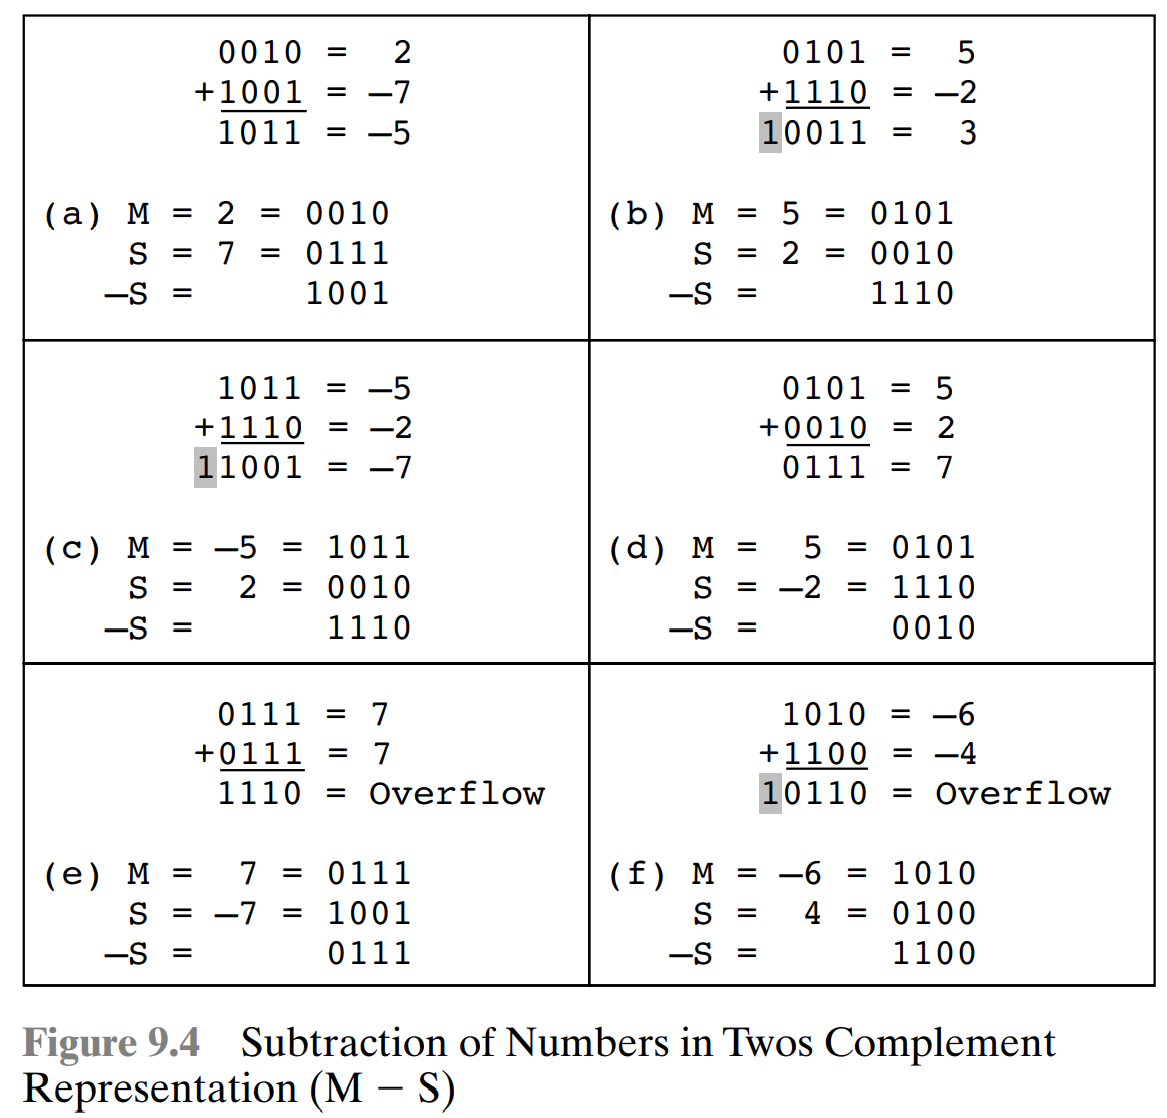 0010 = 2
+1001 = –7
1011 = –5
(a) M = 2 = 0010
S = 7 = 0111
–S = 1001
0101 = 5
+1110 = –2
10011 = 3
(b) M = 5 = 0101
S = 2 = 0010
–S = 1110
1011 = –5
+1110 = –2
11001 = –7
(c) M = –5 = 1011
S = 2 = 0010
–S = 1110
0101 = 5
+0010 = 2
0111 = 7
(d) M = 5 = 0101
S = –2 = 1110
–S = 0010
0111 = 7
+0111 = 7
1110 = Overflow
(e) M = 7 = 0111
S = –7 = 1001
–S = 0111
1010 = –6
+1100 = –4
10110 = Overflow
(f) M = –6 = 1010
S = 4 = 0100
–S = 1100
Figure 9.4 Subtraction of Numbers in Twos Complement
Representation (M − S)